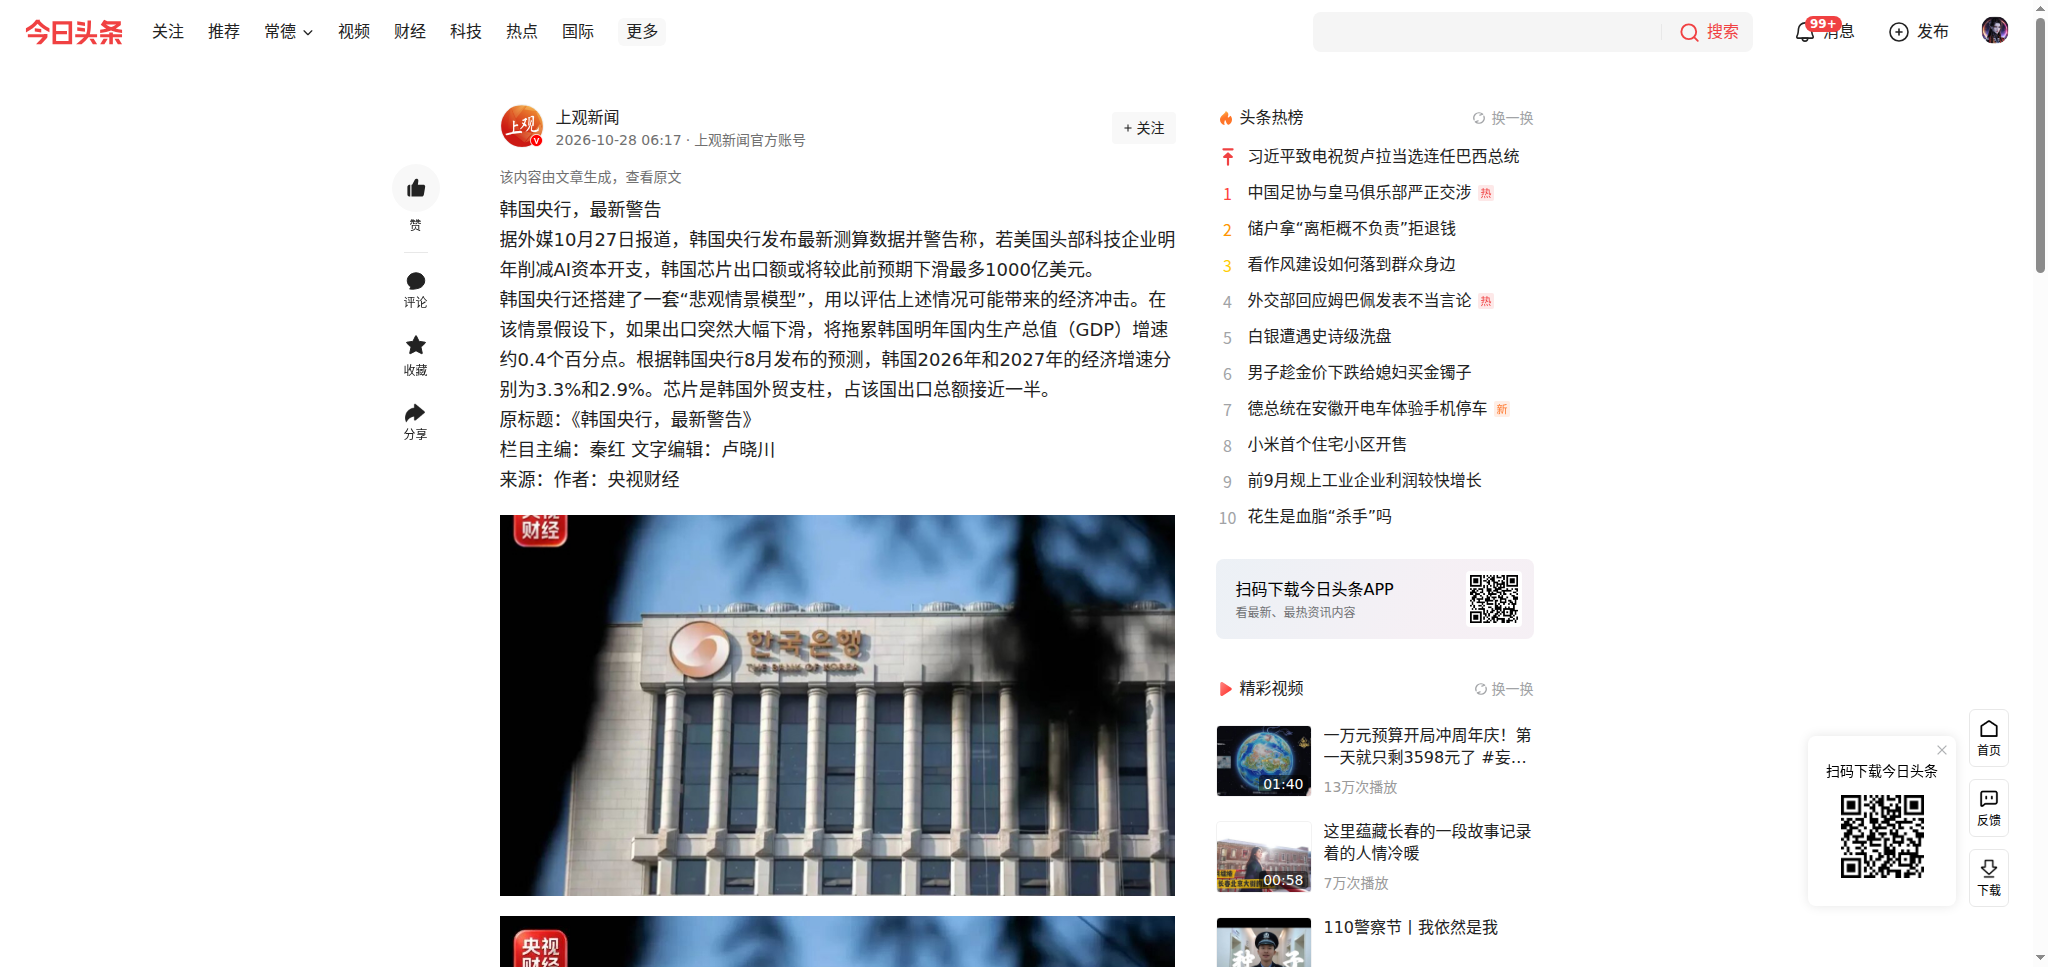 今日头条
关注 推荐 常德 视频 财经 科技 热点 国际 更多
搜索
99+
消息
发布
上观
上观新闻
2026-10-28 06:17 · 上观新闻官方账号
+ 关注
赞
评论
收藏
分享
该内容由文章生成，查看原文
韩国央行，最新警告
据外媒10月27日报道，韩国央行发布最新测算数据并警告称，若美国头部科技企业明
年削减AI资本开支，韩国芯片出口额或将较此前预期下滑最多1000亿美元。
韩国央行还搭建了一套“悲观情景模型”，用以评估上述情况可能带来的经济冲击。在
该情景假设下，如果出口突然大幅下滑，将拖累韩国明年国内生产总值（GDP）增速
约0.4个百分点。根据韩国央行8月发布的预测，韩国2026年和2027年的经济增速分
别为3.3%和2.9%。芯片是韩国外贸支柱，占该国出口总额接近一半。
原标题：《韩国央行，最新警告》
栏目主编：秦红 文字编辑：卢晓川
来源：作者：央视财经
央视
财经
한국은행
THE BANK OF KOREA
央视
财经
头条热榜
换一换
习近平致电祝贺卢拉当选连任巴西总统
1 中国足协与皇马俱乐部严正交涉 热
2 储户拿“离柜概不负责”拒退钱
3 看作风建设如何落到群众身边
4 外交部回应姆巴佩发表不当言论 热
5 白银遭遇史诗级洗盘
6 男子趁金价下跌给媳妇买金镯子
7 德总统在安徽开电车体验手机停车 新
8 小米首个住宅小区开售
9 前9月规上工业企业利润较快增长
10 花生是血脂“杀手”吗
扫码下载今日头条APP
看最新、最热资讯内容
精彩视频
换一换
01:40
一万元预算开局冲周年庆！第
一天就只剩3598元了 #妄...
13万次播放
00:58
这里蕴藏长春的一段故事记录
着的人情冷暖
7万次播放
110警察节丨我依然是我
扫码下载今日头条
首页
反馈
下载